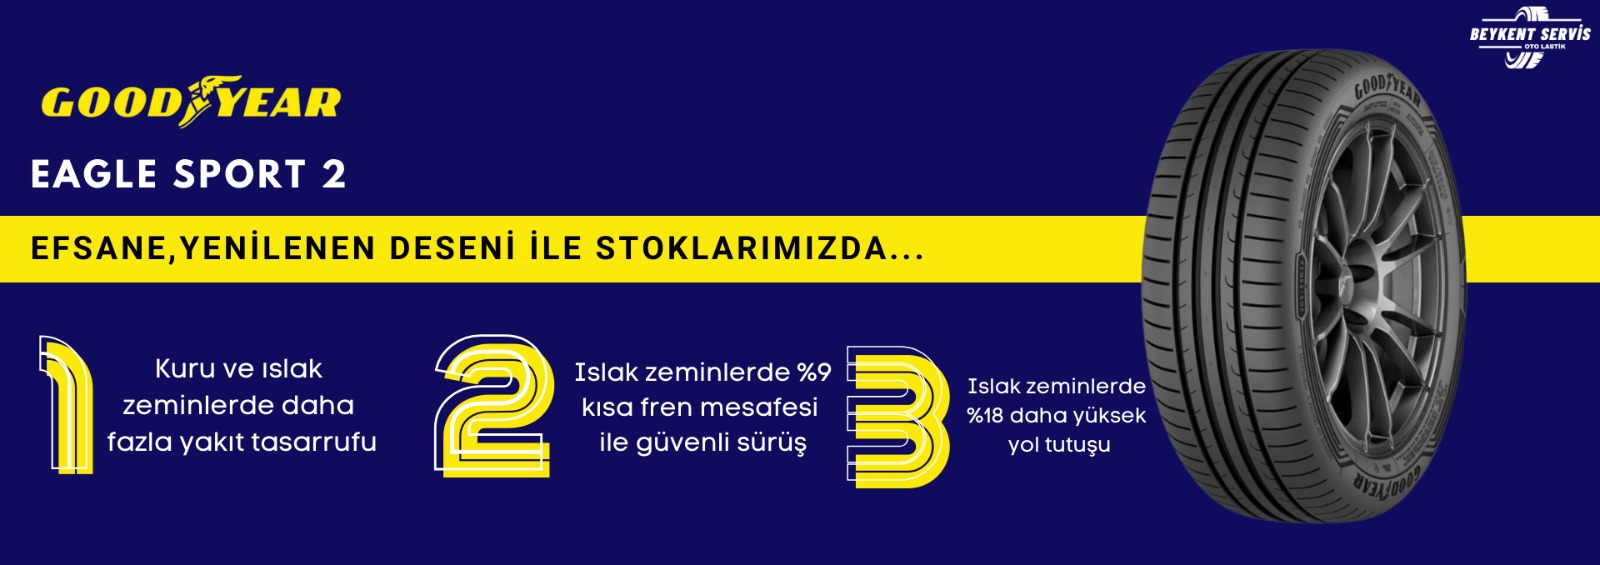 BEYKENT SERVİS
OTO LASTİK
GOODYEAR
EAGLE SPORT 2
EFSANE,YENİLENEN DESENİ İLE STOKLARIMIZDA...
1
Kuru ve ıslak
zeminlerde daha
fazla yakıt tasarrufu
2
Islak zeminlerde %9
kısa fren mesafesi
ile güvenli sürüş
3
Islak zeminlerde
%18 daha yüksek
yol tutuşu
GOODYEAR
GOODYEAR